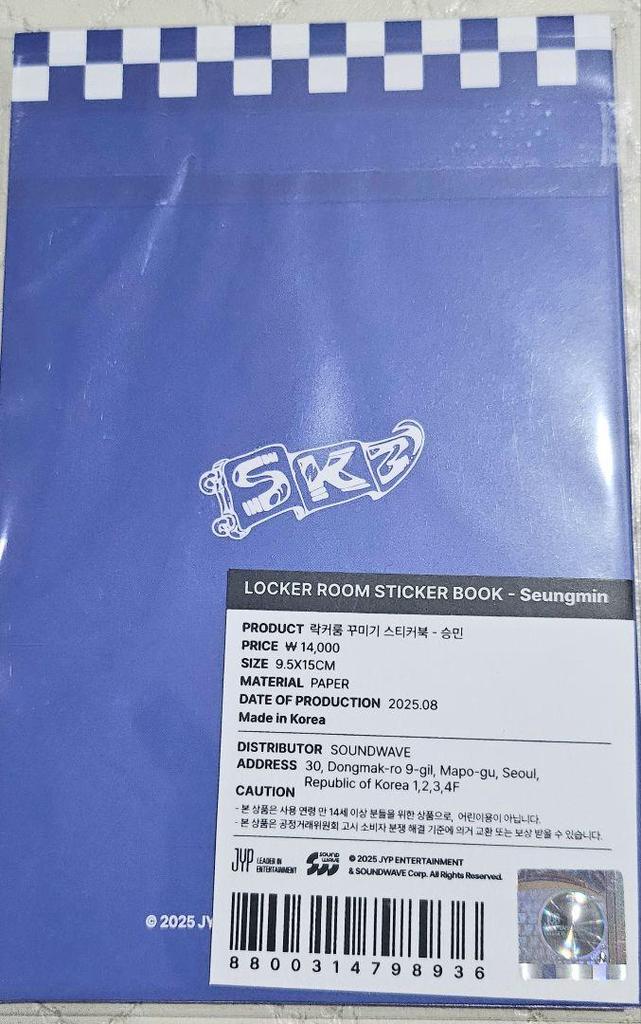 SKZ
LOCKER ROOM STICKER BOOK - Seungmin
PRODUCT 락커룸 꾸미기 스티커북 - 승민
PRICE ₩ 14,000
SIZE 9.5X15CM
MATERIAL PAPER
DATE OF PRODUCTION 2025.08
Made in Korea
DISTRIBUTOR SOUNDWAVE
ADDRESS 30, Dongmak-ro 9-gil, Mapo-gu, Seoul,
Republic of Korea 1,2,3,4F
CAUTION
- 본 상품은 사용 연령 만 14세 이상 분들을 위한 상품으로, 어린이용이 아닙니다.
- 본 상품은 공정거래위원회 고시 소비자 분쟁 해결 기준에 의거 교환 또는 보상 받을 수 있습니다.
JYP LEADER IN
ENTERTAINMENT
SOUND
WAVE
© 2025 JYP ENTERTAINMENT
& SOUNDWAVE Corp. All Rights Reserved.
© 2025 JY
8800314798936